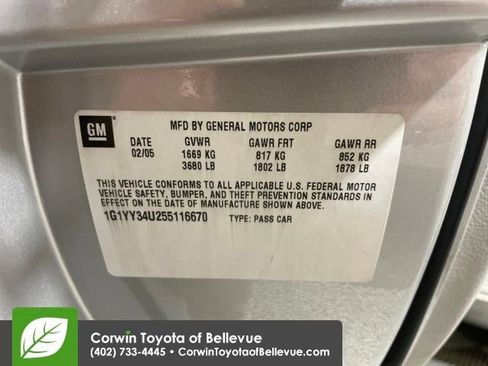 GM
MFD BY GENERAL MOTORS CORP
DATE GVWR GAWR FRT GAWR RR
02/05 1669 KG 817 KG 852 KG
3680 LB 1802 LB 1878 LB
THIS VEHICLE CONFORMS TO ALL APPLICABLE U.S. FEDERAL MOTOR
VEHICLE SAFETY, BUMPER, AND THEFT PREVENTION STANDARDS IN
EFFECT ON THE DATE OF MANUFACTURE SHOWN ABOVE.
1G1YY34U255116670 TYPE: PASS CAR
Corwin Toyota of Bellevue
(402) 733-4445 • CorwinToyotaofBellevue.com